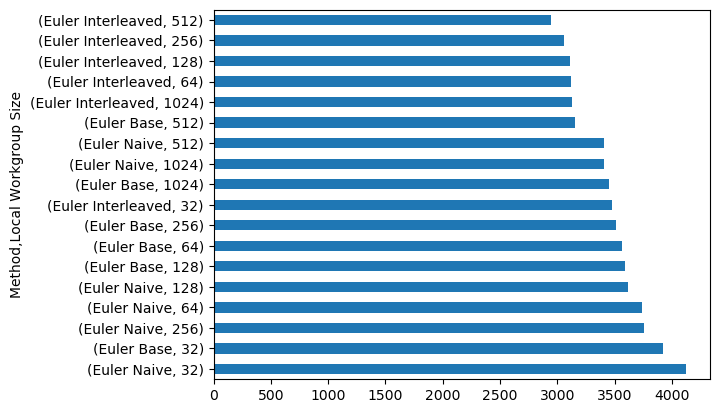 (Euler Interleaved, 512)
(Euler Interleaved, 256)
(Euler Interleaved, 128)
(Euler Interleaved, 64)
(Euler Interleaved, 1024)
(Euler Base, 512)
(Euler Naive, 512)
(Euler Naive, 1024)
(Euler Base, 1024)
(Euler Interleaved, 32)
(Euler Base, 256)
(Euler Base, 64)
(Euler Base, 128)
(Euler Naive, 128)
(Euler Naive, 64)
(Euler Naive, 256)
(Euler Base, 32)
(Euler Naive, 32)
Method,Local Workgroup Size
0 500 1000 1500 2000 2500 3000 3500 4000